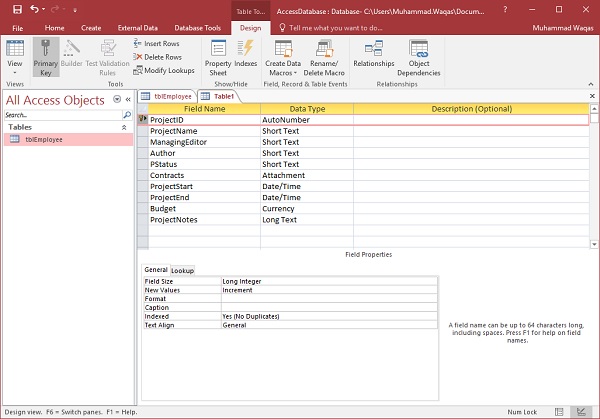 Table To...
AccessDatabase : Database- C:\Users\Muhammad.Waqas\Docum...
File
Home
Create
External Data
Database Tools
Design
Tell me what you want to do...
Muhammad Waqas
View
Primary Key
Builder
Test Validation Rules
Insert Rows
Delete Rows
Modify Lookups
Property Sheet
Indexes
Create Data Macros
Rename/ Delete Macro
Relationships
Object Dependencies
Views
Tools
Show/Hide
Field, Record & Table Events
Relationships
All Access Objects
Search...
Tables
tblEmployee
tblEmployee
Table1
Field Name Data Type Description (Optional)
ProjectID AutoNumber
ProjectName Short Text
ManagingEditor Short Text
Author Short Text
PStatus Short Text
Contracts Attachment
ProjectStart Date/Time
ProjectEnd Date/Time
Budget Currency
ProjectNotes Long Text
Field Properties
General Lookup
Field Size Long Integer
New Values Increment
Format
Caption
Indexed Yes (No Duplicates)
Text Align General
A field name can be up to 64 characters long,
including spaces. Press F1 for help on field
names.
Design view. F6 = Switch panes. F1 = Help.
Num Lock